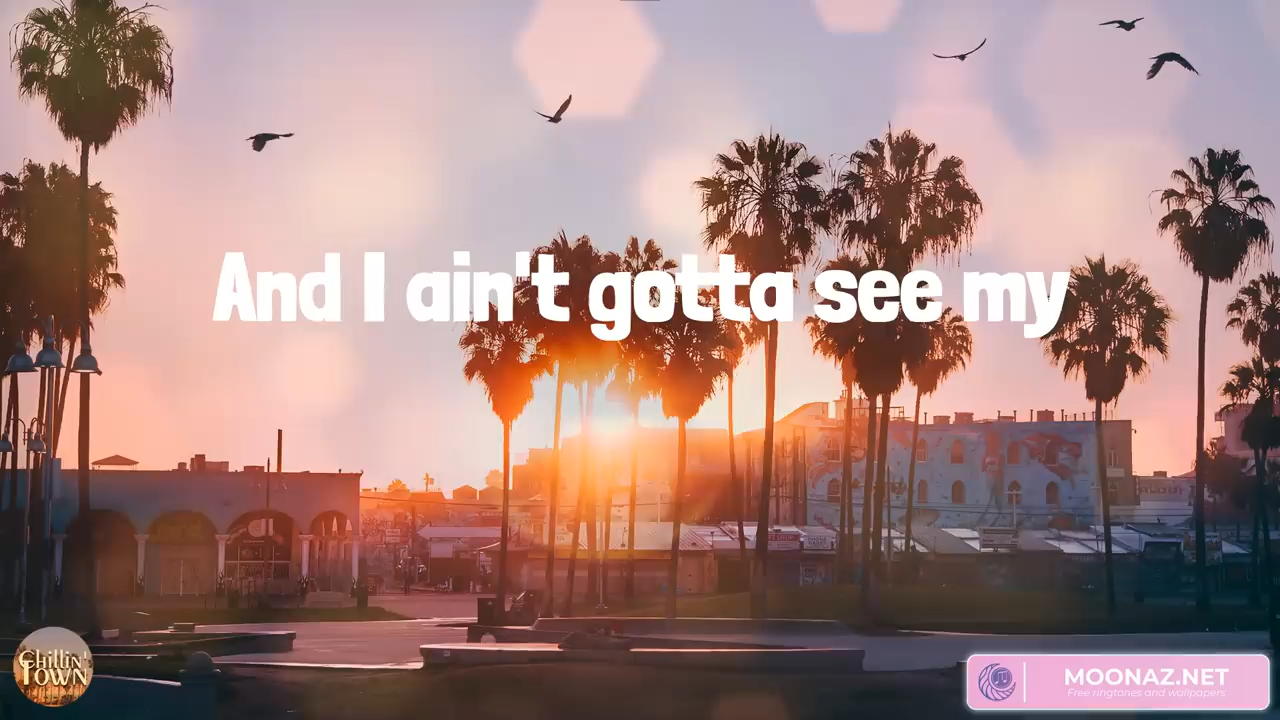 And I ain't gotta see my
Chillin'
TOWN
MOONAZ.NET
Free ringtones and wallpapers